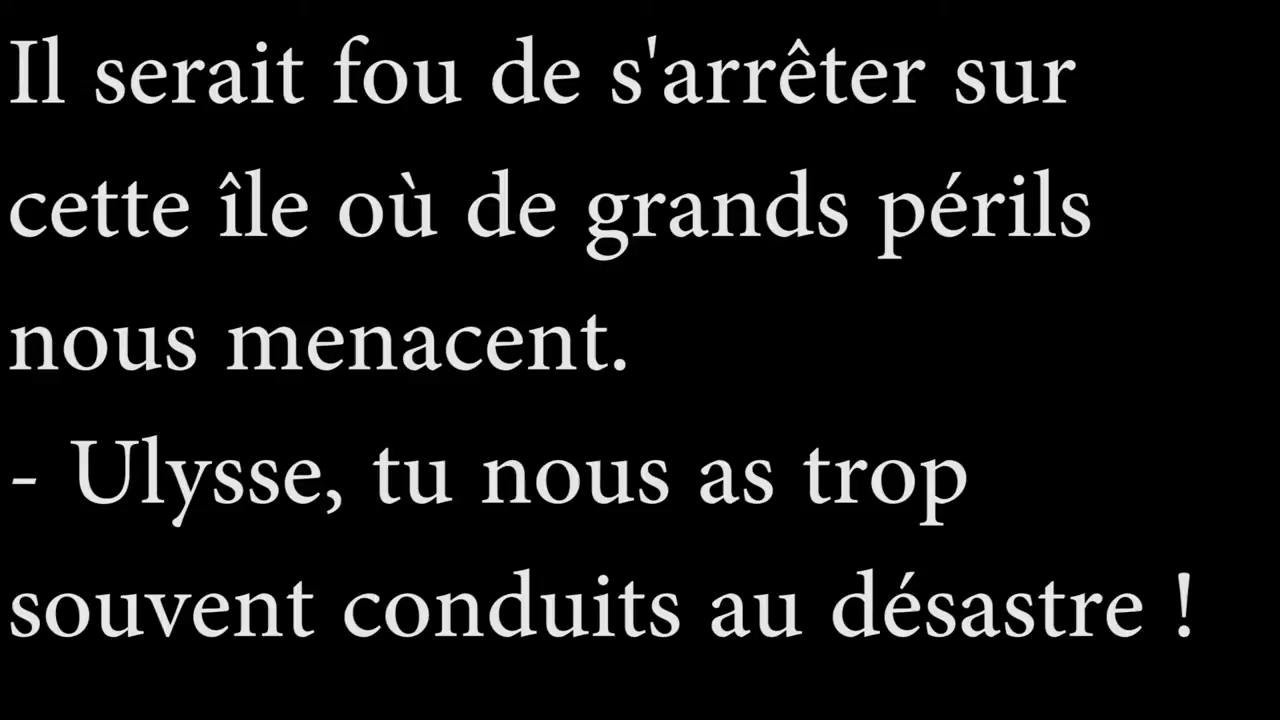 Il serait fou de s'arrêter sur
cette île où de grands périls
nous menacent.
- Ulysse, tu nous as trop
souvent conduits au désastre !